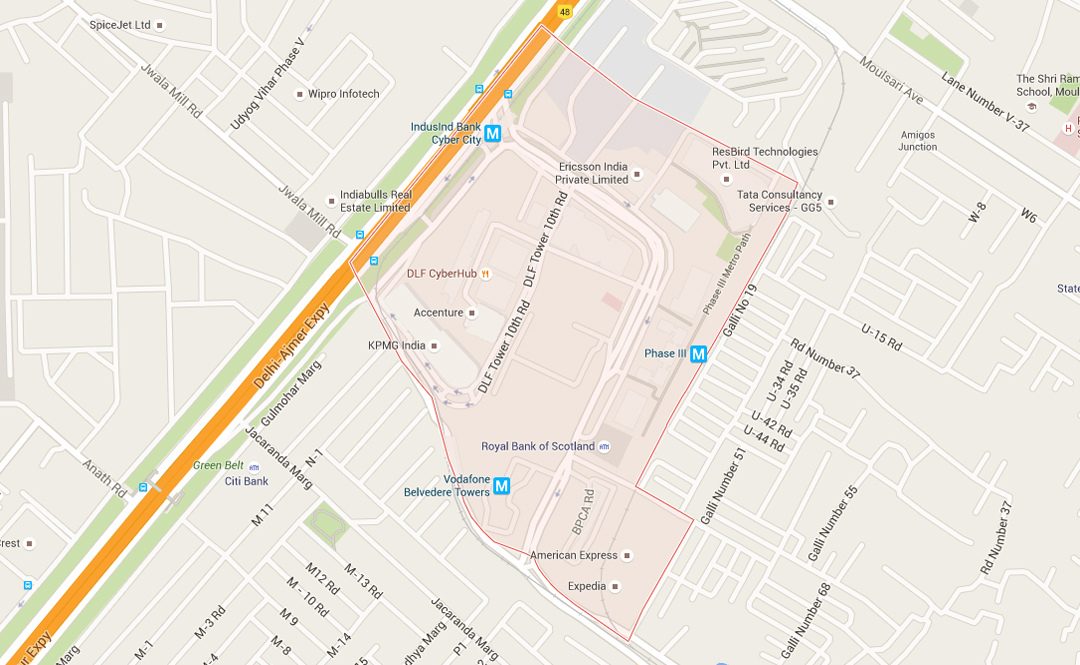 48
SpiceJet Ltd
Jwala Mill Rd
Udyog Vihar Phase V
Wipro Infotech
Moulsari Ave
Lane Number V-37
The Shri Ram
School, Moul
H
IndusInd Bank
Cyber City
M
Amigos
Junction
ResBird Technologies
Pvt. Ltd
Ericsson India
Private Limited
Tata Consultancy
Services - GG5
Indiabulls Real
Estate Limited
Jwala Mill Rd
W-8
W6
DLF Tower 10th Rd
Phase III Metro Path
DLF CyberHub
State
Galli No 19
Accenture
DLF Tower 10th Rd
KPMG India
Phase III
M
U-15 Rd
Rd Number 37
Delhi-Ajmer Expy
Gulmohar Marg
U-34 Rd
U-35 Rd
U-42 Rd
U-44 Rd
Jacaranda Marg
Royal Bank of Scotland
Anath Rd
Green Belt
Citi Bank
N-1
Vodafone
Belvedere Towers
M
Galli Number 51
Galli Number 55
BPCA Rd
M 11
Rd Number 37
rest
American Express
Expedia
M12 Rd
M-13 Rd
M - 10 Rd
M 9
M-3 Rd
M-14
M-8
M-1
M-4
Jacaranda Marg
Galli Number 68
ur Expy
Marg
dhya Marg
P1
15